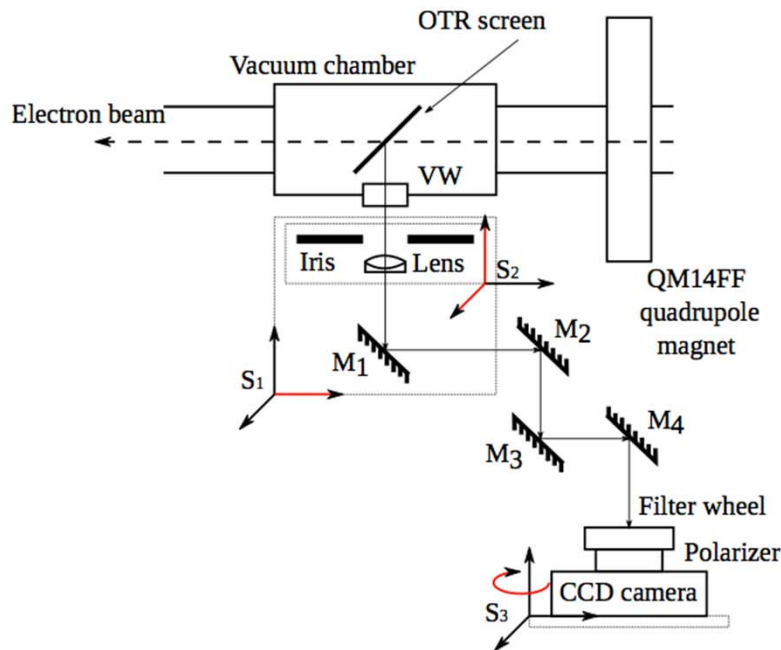 OTR screen
Vacuum chamber
Electron beam
VW
Iris
Lens
S2
QM14FF
quadrupole
magnet
M1
M2
S1
M3
M4
Filter wheel
Polarizer
CCD camera
S3